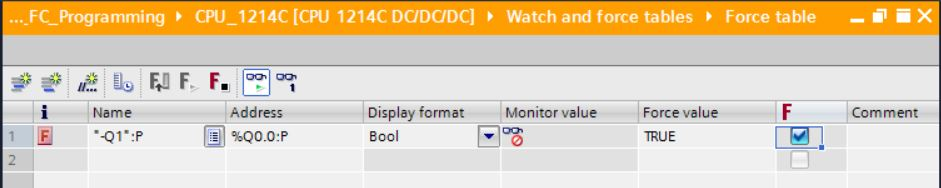 ..._FC_Programming ▸ CPU_1214C [CPU 1214C DC/DC/DC] ▸ Watch and force tables ▸ Force table
i Name Address Display format Monitor value Force value F Comment
1 F "-Q1":P %Q0.0:P Bool TRUE
2